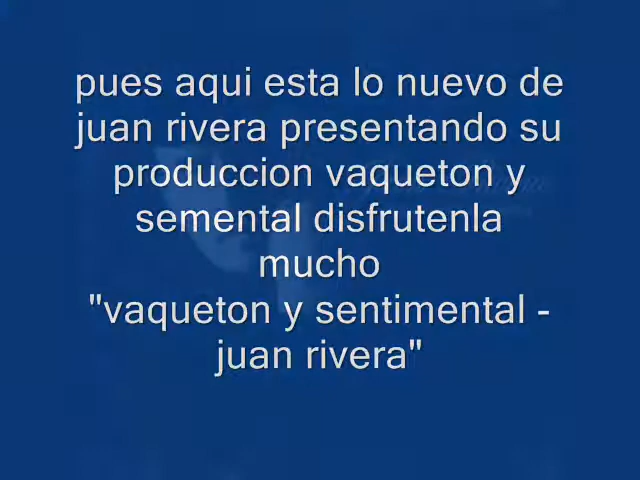 pues aqui esta lo nuevo de
juan rivera presentando su
produccion vaqueton y
semental disfrutenla
mucho
"vaqueton y sentimental -
juan rivera"